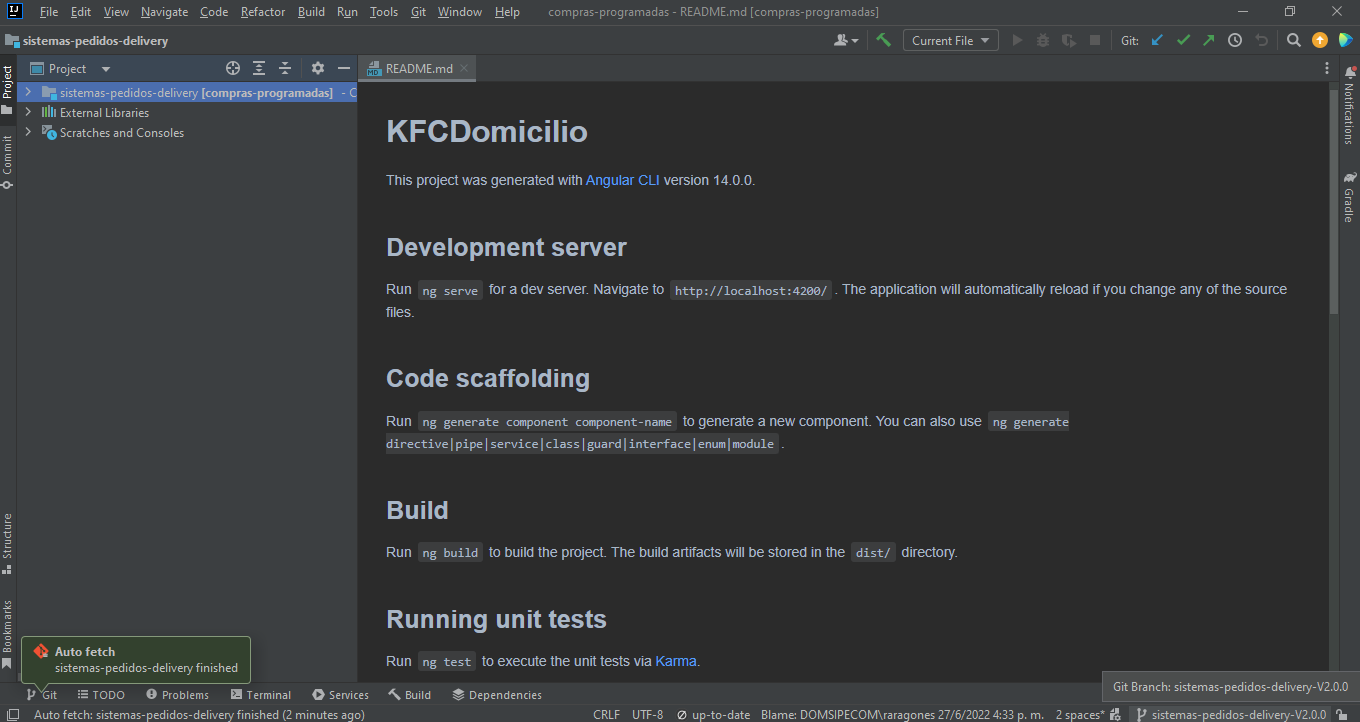 IJ File Edit View Navigate Code Refactor Build Run Tools Git Window Help compras-programadas - README.md [compras-programadas]
sistemas-pedidos-delivery Current File Git:
Project Project README.md
sistemas-pedidos-delivery [compras-programadas] - C
External Libraries
Scratches and Consoles
Commit
Structure
Bookmarks
KFCDomicilio
This project was generated with Angular CLI version 14.0.0.
Development server
Run ng serve for a dev server. Navigate to http://localhost:4200/ . The application will automatically reload if you change any of the source
files.
Code scaffolding
Run ng generate component component-name to generate a new component. You can also use ng generate
directive|pipe|service|class|guard|interface|enum|module .
Build
Run ng build to build the project. The build artifacts will be stored in the dist/ directory.
Running unit tests
Run ng test to execute the unit tests via Karma.
Notifications
Gradle
Auto fetch
sistemas-pedidos-delivery finished
Git Branch: sistemas-pedidos-delivery-V2.0.0
Git TODO Problems Terminal Services Build Dependencies
Auto fetch: sistemas-pedidos-delivery finished (2 minutes ago) CRLF UTF-8 up-to-date Blame: DOMSIPECOM\raragones 27/6/2022 4:33 p. m. 2 spaces* sistemas-pedidos-delivery-V2.0.0